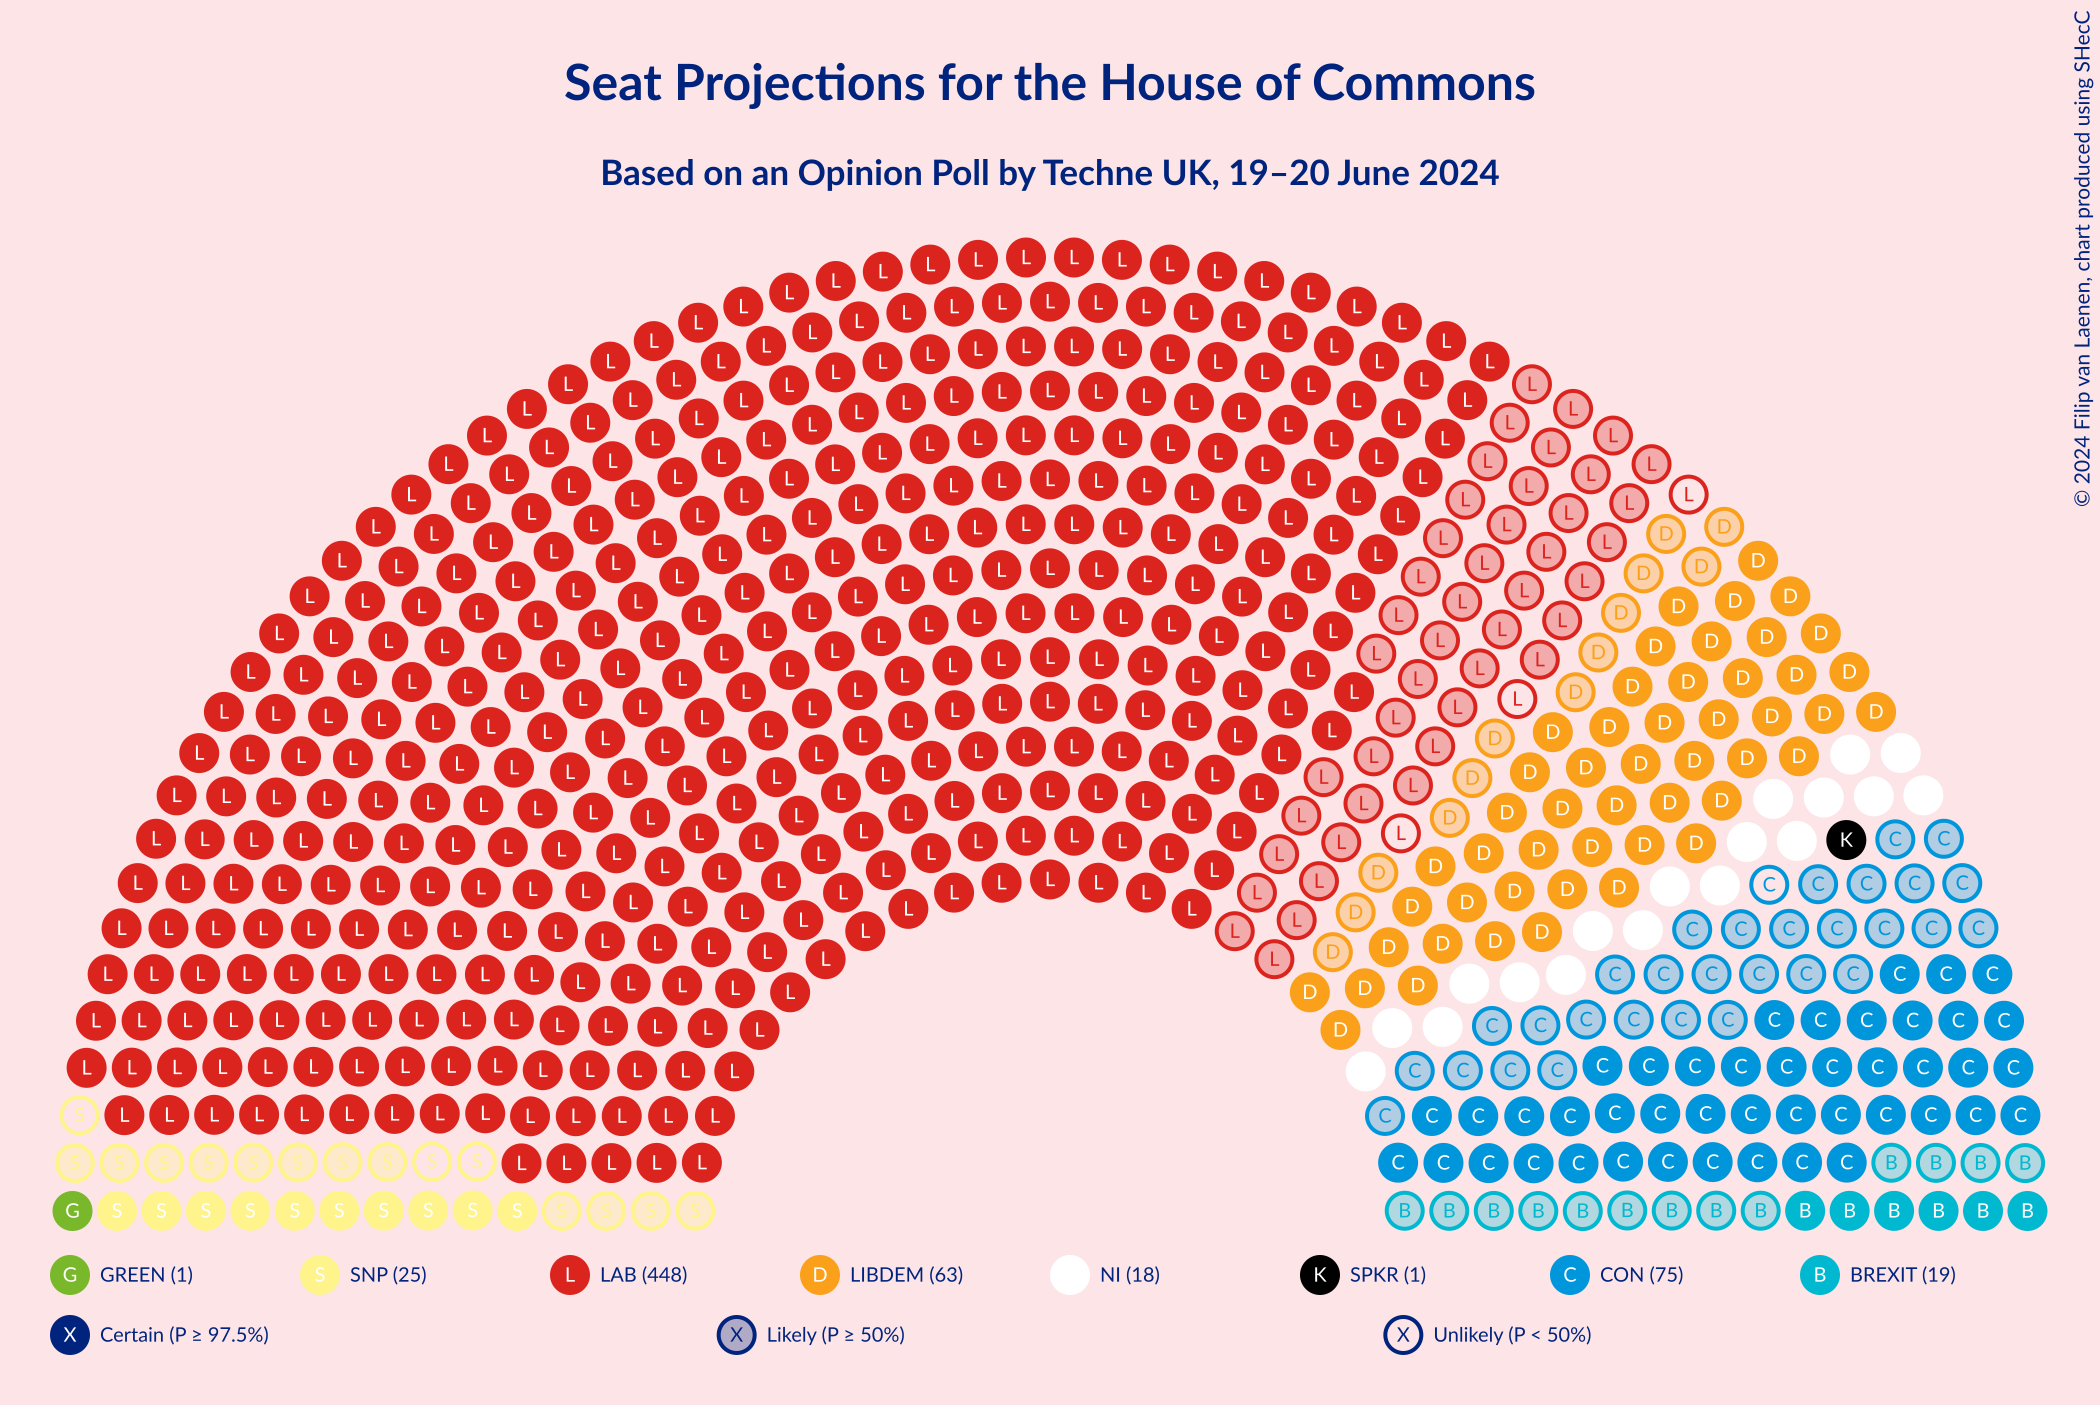 Seat Projections for the House of Commons
Based on an Opinion Poll by Techne UK, 19–20 June 2024
© 2024 Filip van Laenen, chart produced using SHecC
G GREEN (1)
S SNP (25)
L LAB (448)
D LIBDEM (63)
NI (18)
K SPKR (1)
C CON (75)
B BREXIT (19)
X Certain (P ≥ 97.5%)
X Likely (P ≥ 50%)
X Unlikely (P < 50%)